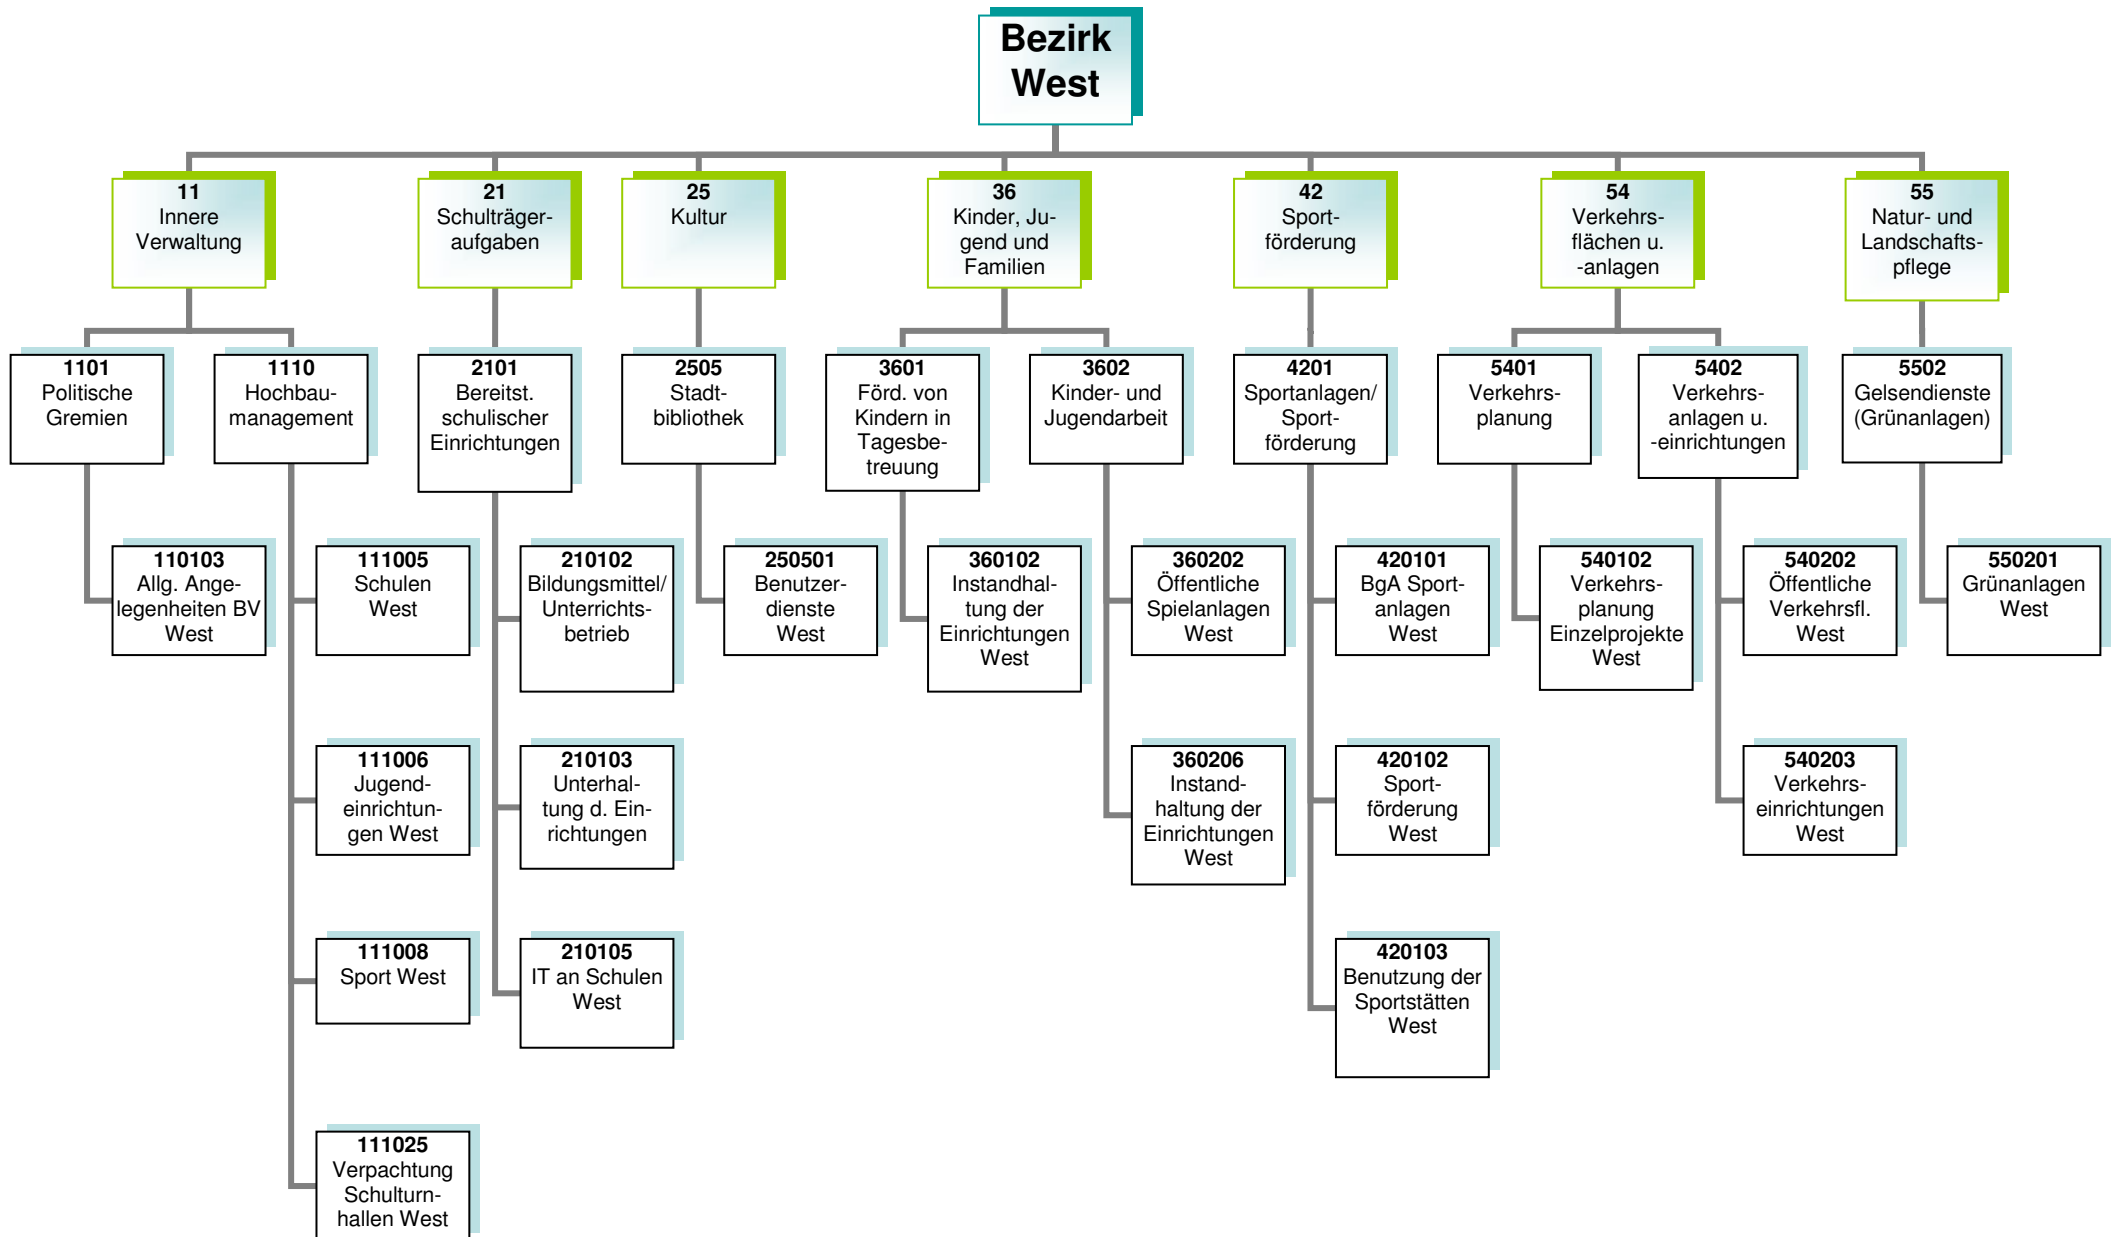 Bezirk
West
11
Innere
Verwaltung
21
Schulträger-
aufgaben
25
Kultur
36
Kinder, Ju-
gend und
Familien
42
Sport-
förderung
54
Verkehrs-
flächen u.
-anlagen
55
Natur- und
Landschafts-
pflege
1101
Politische
Gremien
1110
Hochbau-
management
2101
Bereitst.
schulischer
Einrichtungen
2505
Stadt-
bibliothek
3601
Förd. von
Kindern in
Tagesbe-
treuung
3602
Kinder- und
Jugendarbeit
4201
Sportanlagen/
Sport-
förderung
5401
Verkehrs-
planung
5402
Verkehrs-
anlagen u.
-einrichtungen
5502
Gelsendienste
(Grünanlagen)
110103
Allg. Ange-
legenheiten BV
West
111005
Schulen
West
210102
Bildungsmittel/
Unterrichts-
betrieb
250501
Benutzer-
dienste
West
360102
Instandhal-
tung der
Einrichtungen
West
360202
Öffentliche
Spielanlagen
West
420101
BgA Sport-
anlagen
West
540102
Verkehrs-
planung
Einzelprojekte
West
540202
Öffentliche
Verkehrsfl.
West
550201
Grünanlagen
West
111006
Jugend-
einrichtun-
gen West
210103
Unterhal-
tung d. Ein-
richtungen
360206
Instand-
haltung der
Einrichtungen
West
420102
Sport-
förderung
West
540203
Verkehrs-
einrichtungen
West
111008
Sport West
210105
IT an Schulen
West
420103
Benutzung der
Sportstätten
West
111025
Verpachtung
Schulturn-
hallen West